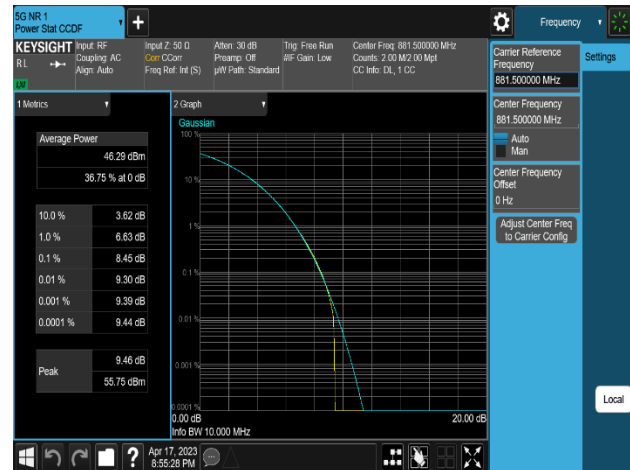 5G NR 1
Power Stat CCDF
Frequency
KEYSIGHT
Input: RF
Input Z: 50 Ω
Atten: 30 dB
Trig: Free Run
Center Freq: 881.500000 MHz
RL
Coupling: AC
Corr CCorr
Preamp: Off
#IF Gain: Low
Counts: 2.00 M/2.00 Mpt
Align: Auto
Freq Ref: Int (S)
µW Path: Standard
CC Info: DL, 1 CC
Carrier Reference
Frequency
881.500000 MHz
Settings
Center Frequency
881.500000 MHz
Auto
Man
Center Frequency
Offset
0 Hz
Adjust Center Freq
to Carrier Config
Local
1 Metrics
Average Power
46.29 dBm
36.75 % at 0 dB
10.0 % 3.62 dB
1.0 % 6.63 dB
0.1 % 8.45 dB
0.01 % 9.30 dB
0.001 % 9.39 dB
0.0001 % 9.44 dB
Peak
9.46 dB
55.75 dBm
2 Graph
Gaussian
100 %
10 %
1 %
0.1 %
0.01 %
0.001 %
0.0001 %
0.00 dB
20.00 dB
Info BW 10.000 MHz
?
Apr 17, 2023
8:55:28 PM